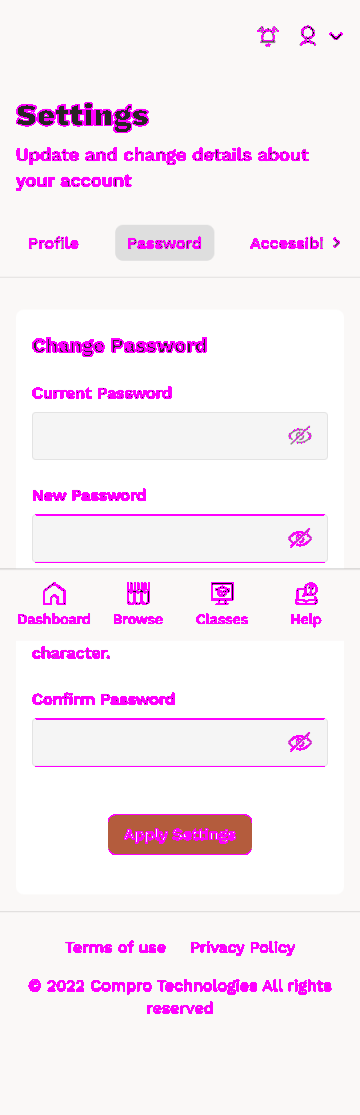 Settings
Update and change details about
your account
Profile Password Accessibi
Change Password
Current Password
New Password
Dashboard Browse Classes Help
character.
Confirm Password
Apply Settings
Terms of use Privacy Policy
© 2022 Compro Technologies All rights
reserved